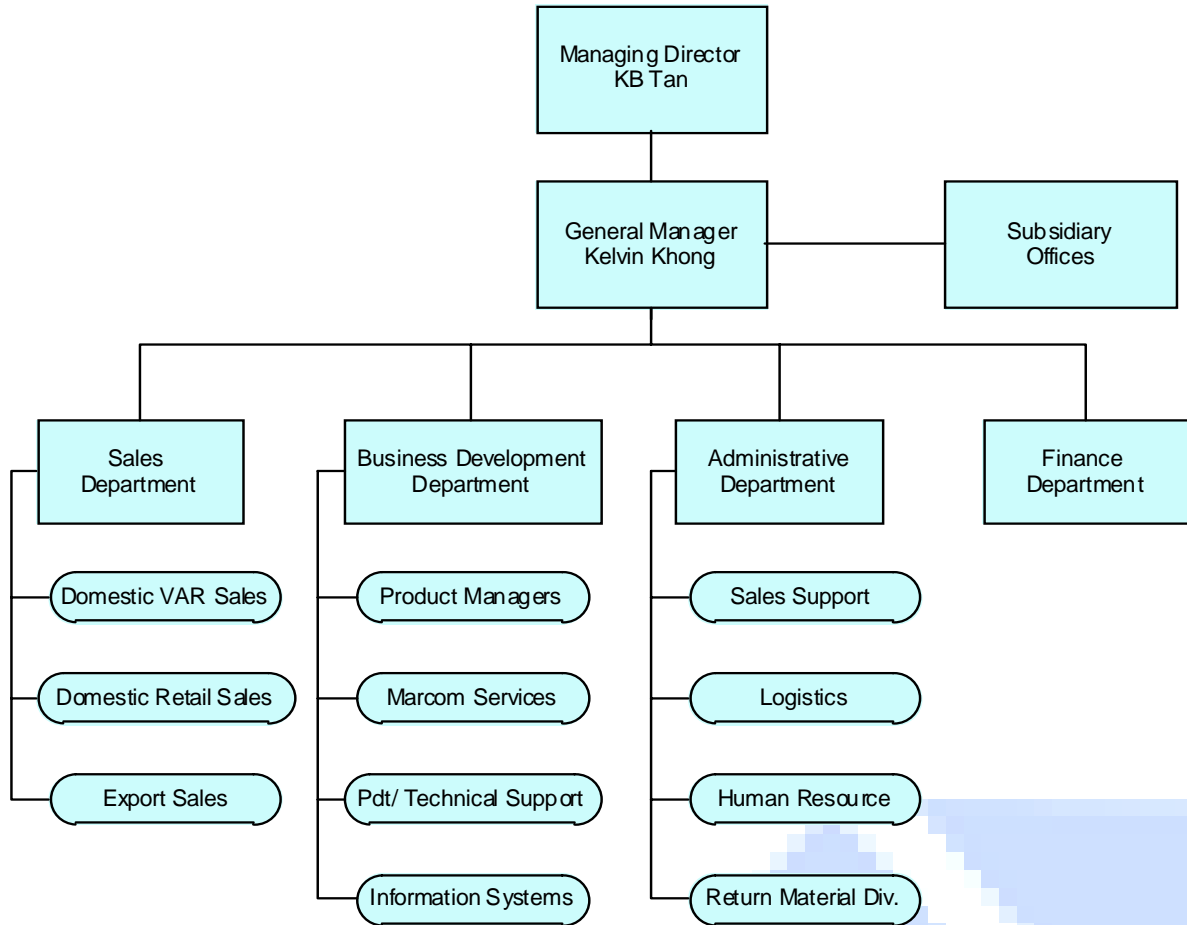 Managing Director
KB Tan
General Manager
Kelvin Khong
Subsidiary
Offices
Sales
Department
Business Development
Department
Administrative
Department
Finance
Department
Domestic VAR Sales
Product Managers
Sales Support
Domestic Retail Sales
Marcom Services
Logistics
Export Sales
Pdt/ Technical Support
Human Resource
Information Systems
Return Material Div.